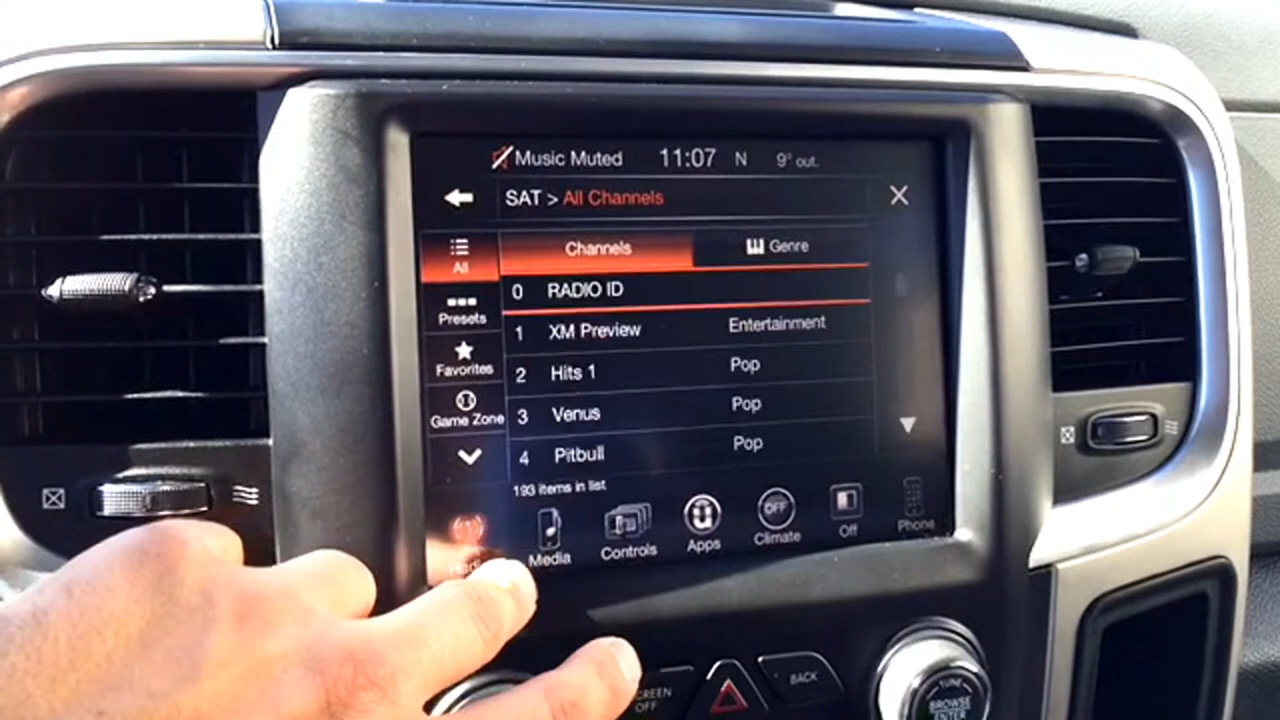 Music Muted 11:07 N 9° out.
SAT > All Channels X
Channels Genre
All
0 RADIO ID
Presets
1 XM Preview Entertainment
Favorites
2 Hits 1 Pop
Game Zone
3 Venus Pop
4 Pitbull Pop
193 items in list
Media Controls Apps OFF Climate Off Phone
SCREEN OFF
BACK
TUNE
BROWSE
ENTER